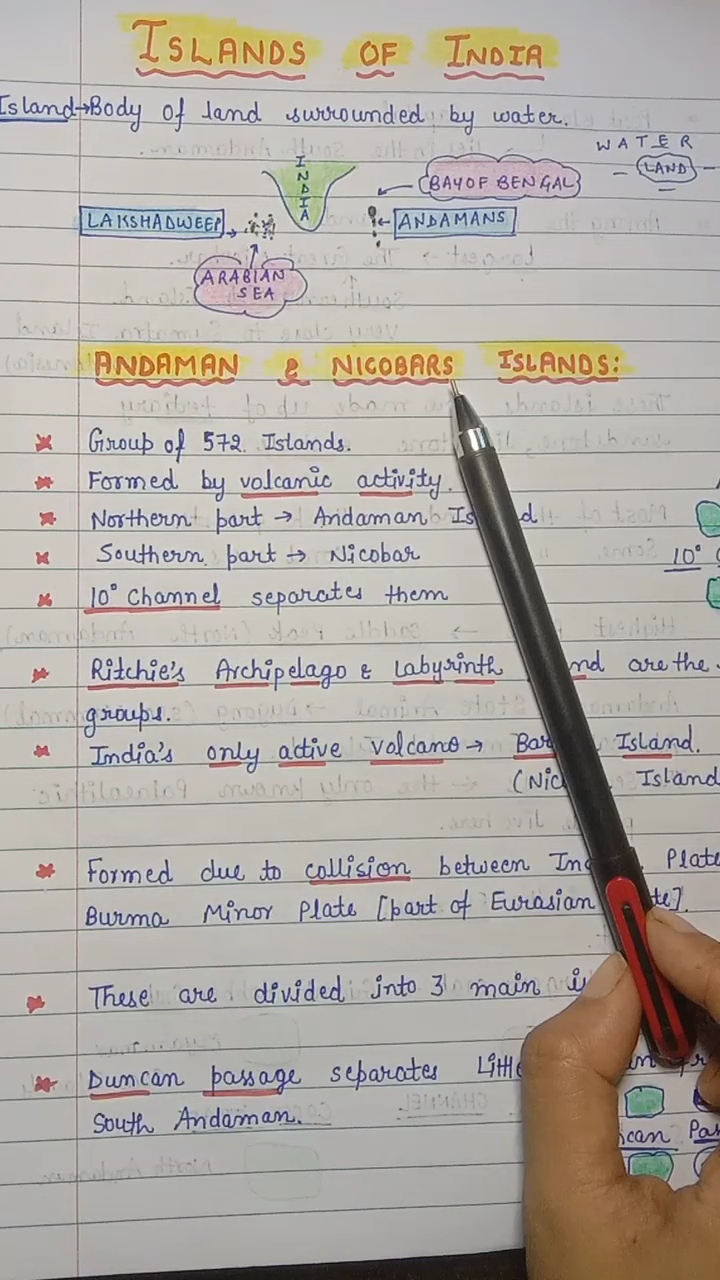 ISLANDS OF INDIA
Island→Body of land surrounded by water.
WATER
LAND
INDIA
BAY OF BENGAL
LAKSHADWEEP
ANDAMANS
ARABIAN
SEA
ANDAMAN & NICOBARS ISLANDS:
Group of 572 Islands.
Formed by volcanic activity.
Northern part → Andaman
Southern part → Nicobar
10° Channel separates them
10°
Ritchie's Archipelago & Labyrinth are the
groups.
India's only active volcano → Island.
Island
Formed due to collision between Plate
Burma Minor Plate [part of Eurasian
These are divided into 3 main
Duncan passage separates
South Andaman.